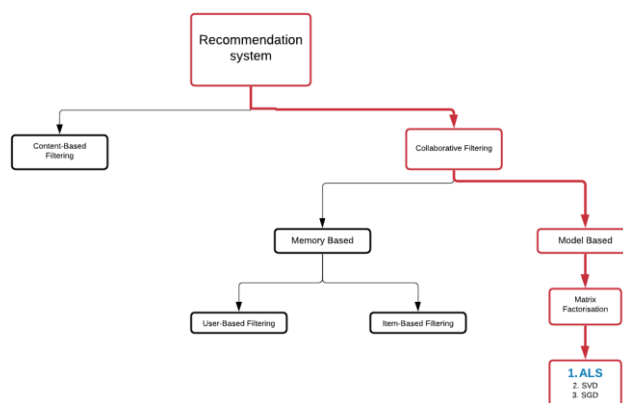 Recommendation
system
Content-Based
Filtering
Collaborative Filtering
Memory Based
Model Based
User-Based Filtering
Item-Based Filtering
Matrix
Factorisation
1. ALS
2. SVD
3. SGD